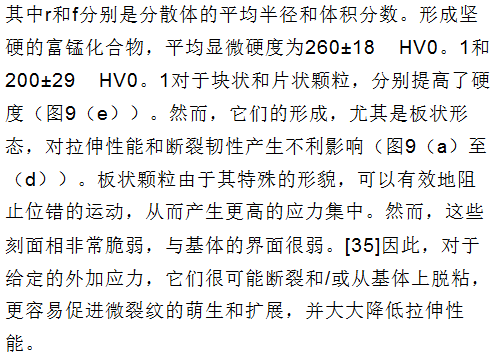 其中r和f分别是分散体的平均半径和体积分数。形成坚
硬的富锰化合物，平均显微硬度为260±18 HV0。1和
200±29 HV0。1对于块状和片状颗粒，分别提高了硬
度（图9（e））。然而，它们的形成，尤其是板状形
态，对拉伸性能和断裂韧性产生不利影响（图9（a）至
（d））。板状颗粒由于其特殊的形貌，可以有效地阻
止位错的运动，从而产生更高的应力集中。然而，这些
刻面相非常脆弱，与基体的界面很弱。[35]因此，对于
给定的外加应力，它们很可能断裂和/或从基体上脱粘，
更容易促进微裂纹的萌生和扩展，并大大降低拉伸性
能。